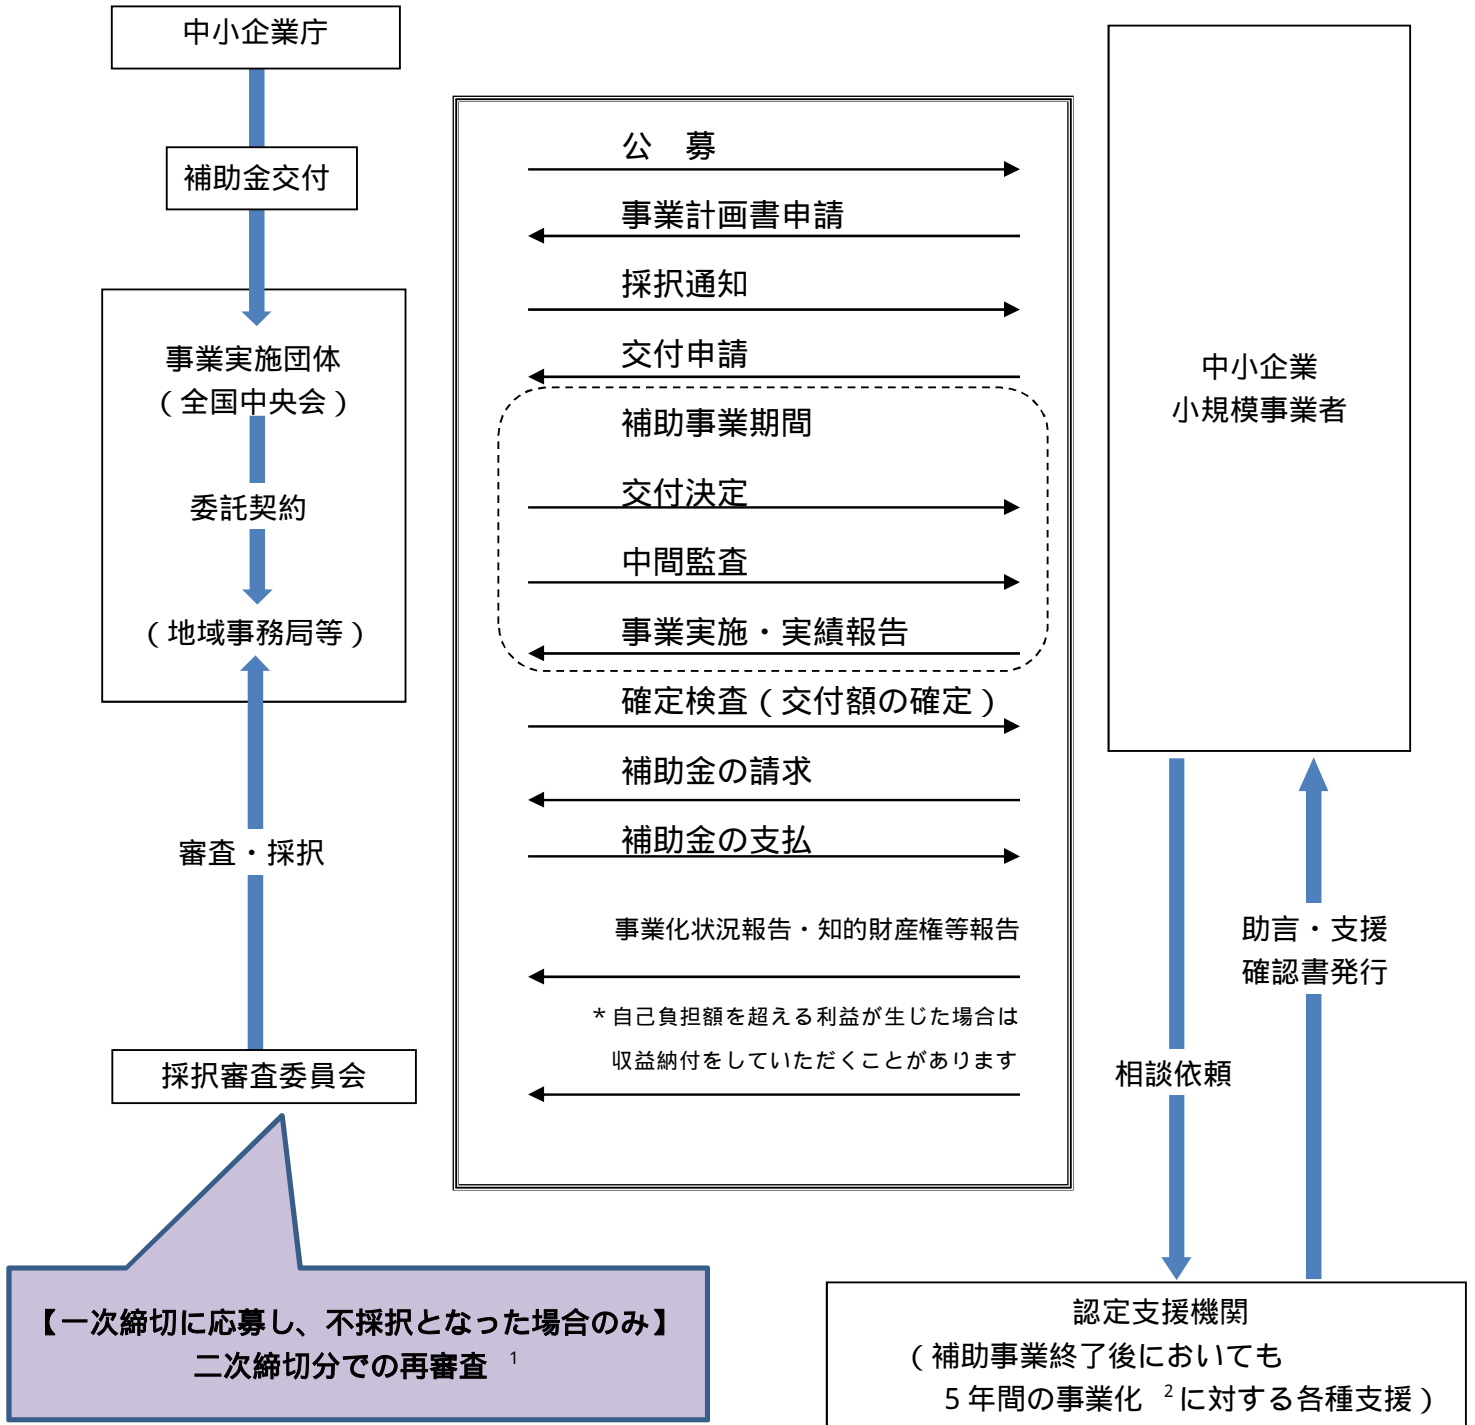 中小企業庁
補助金交付
事業実施団体
（全国中央会）
委託契約
（地域事務局等）
審査・採択
採択審査委員会
【一次締切に応募し、不採択となった場合のみ】
二次締切分での再審査 1
公　募
事業計画書申請
採択通知
交付申請
補助事業期間
交付決定
中間監査
事業実施・実績報告
確定検査（交付額の確定）
補助金の請求
補助金の支払
事業化状況報告・知的財産権等報告
＊自己負担額を超える利益が生じた場合は
収益納付をしていただくことがあります
中小企業
小規模事業者
助言・支援
確認書発行
相談依頼
認定支援機関
（補助事業終了後においても
５年間の事業化 2に対する各種支援）